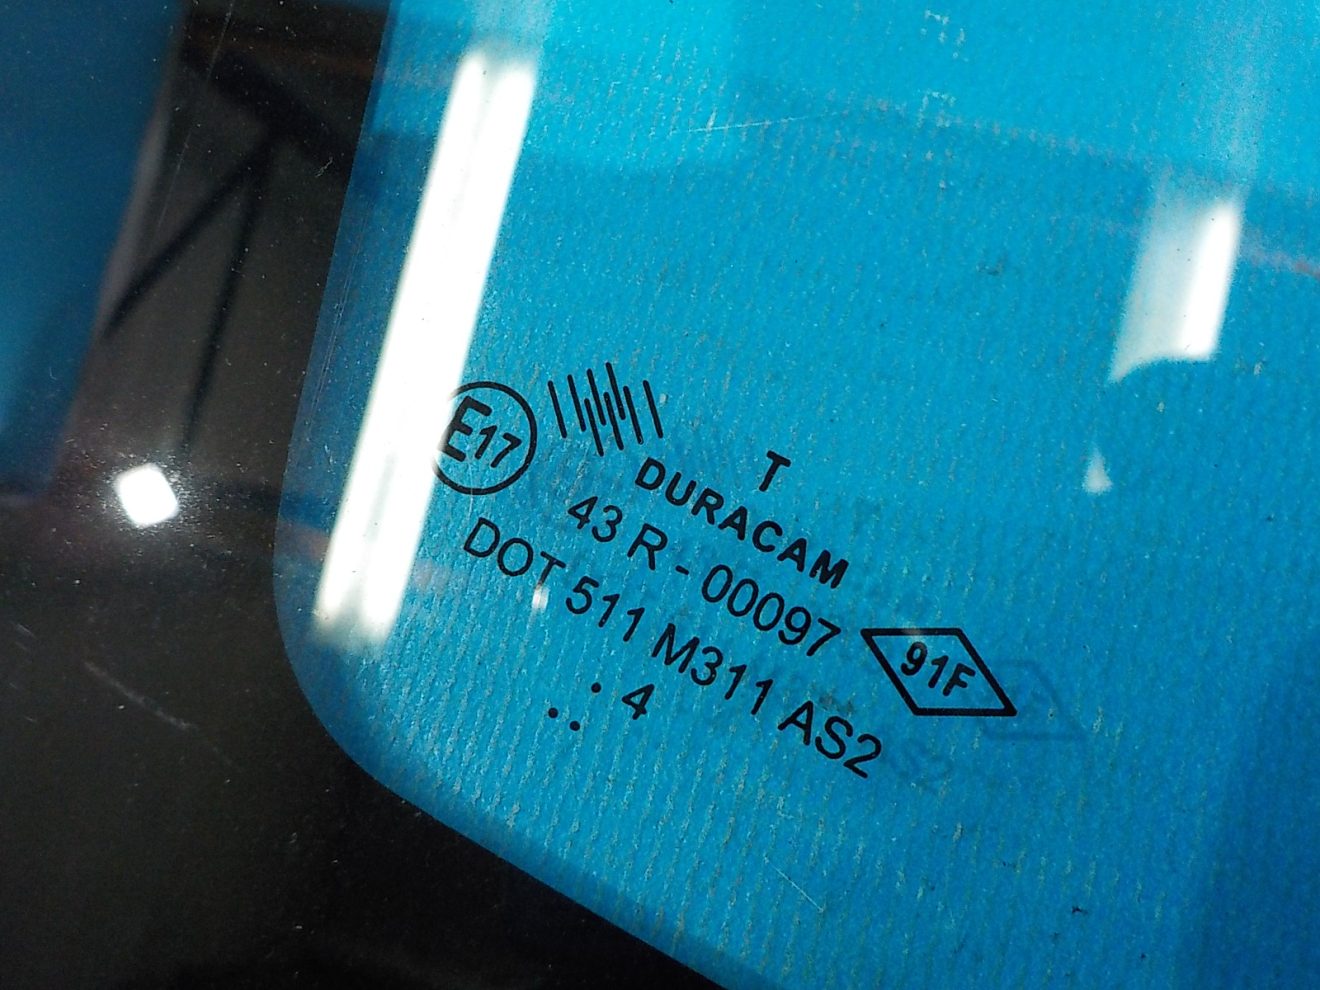 E17
T
DURACAM
43 R - 00097
91F
DOT 511 M311 AS2
4